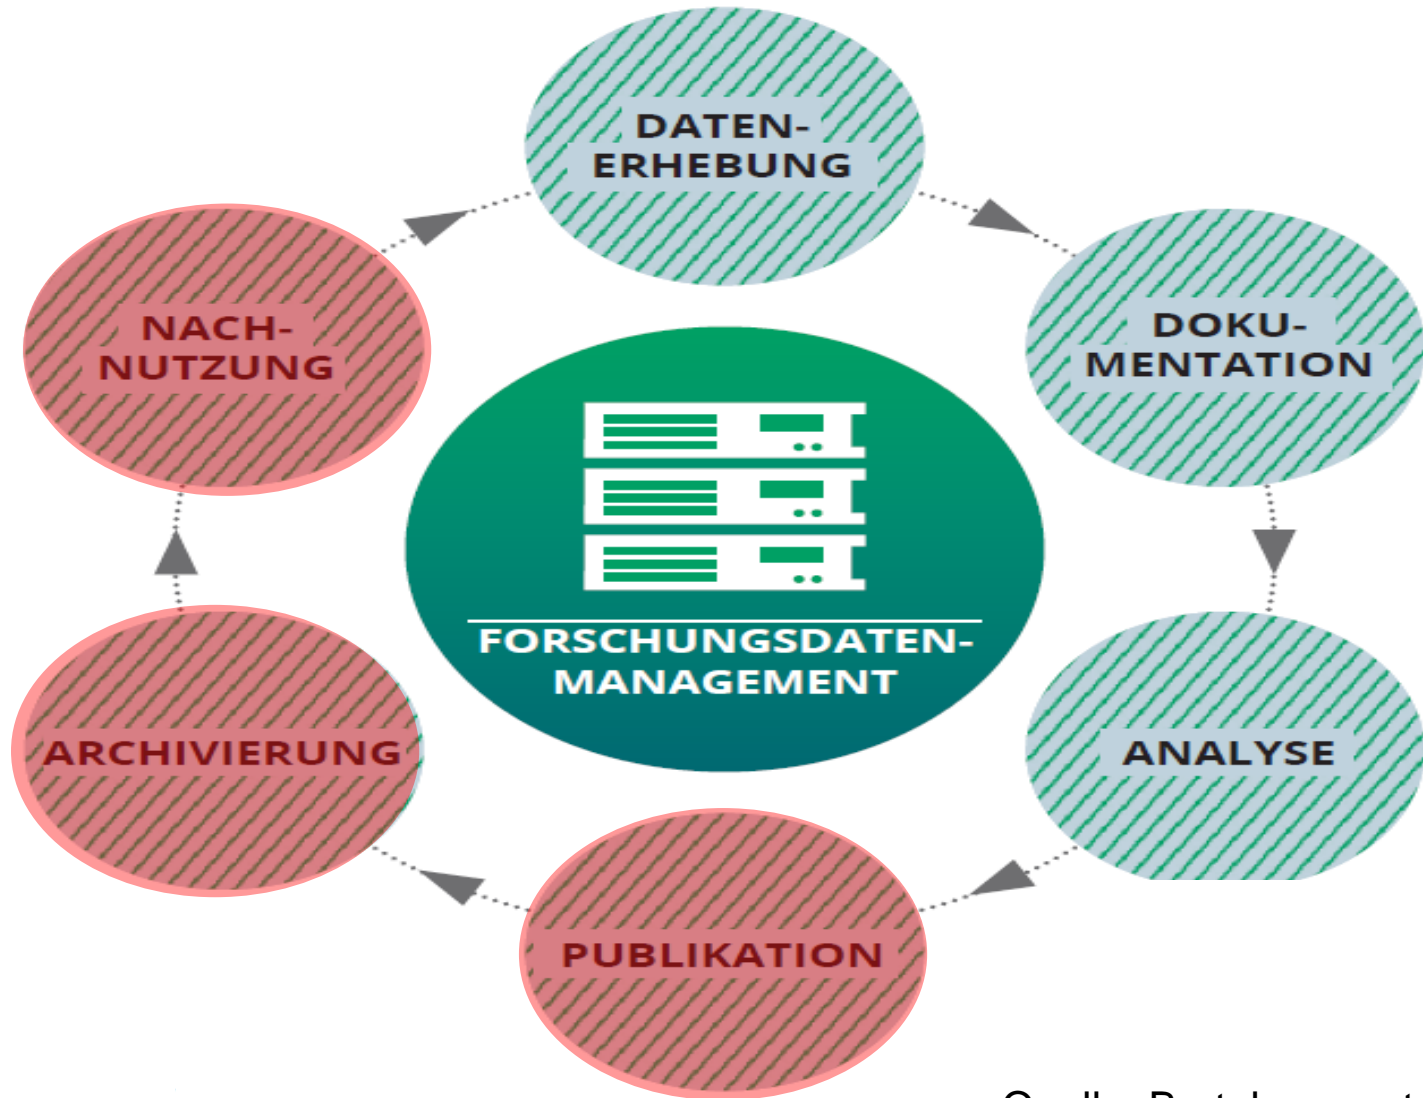 DATEN-
ERHEBUNG
DOKU-
MENTATION
ANALYSE
PUBLIKATION
ARCHIVIERUNG
NACH-
NUTZUNG
FORSCHUNGSDATEN-
MANAGEMENT